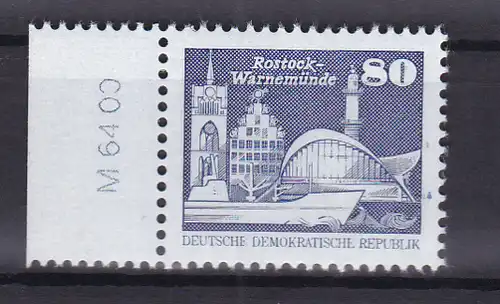 M 64 00
Rostock-
Warnemünde
80
DEUTSCHE DEMOKRATISCHE REPUBLIK